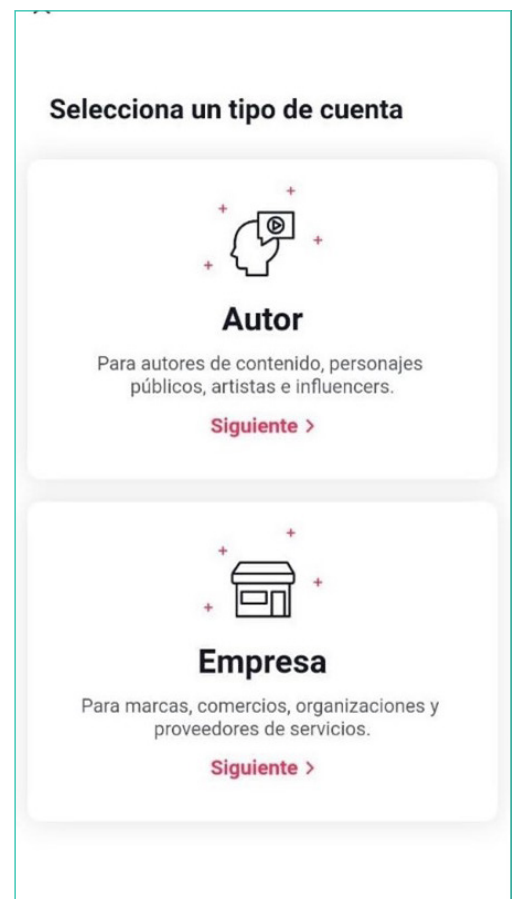 Selecciona un tipo de cuenta
Autor
Para autores de contenido, personajes
públicos, artistas e influencers.
Siguiente >
Empresa
Para marcas, comercios, organizaciones y
proveedores de servicios.
Siguiente >